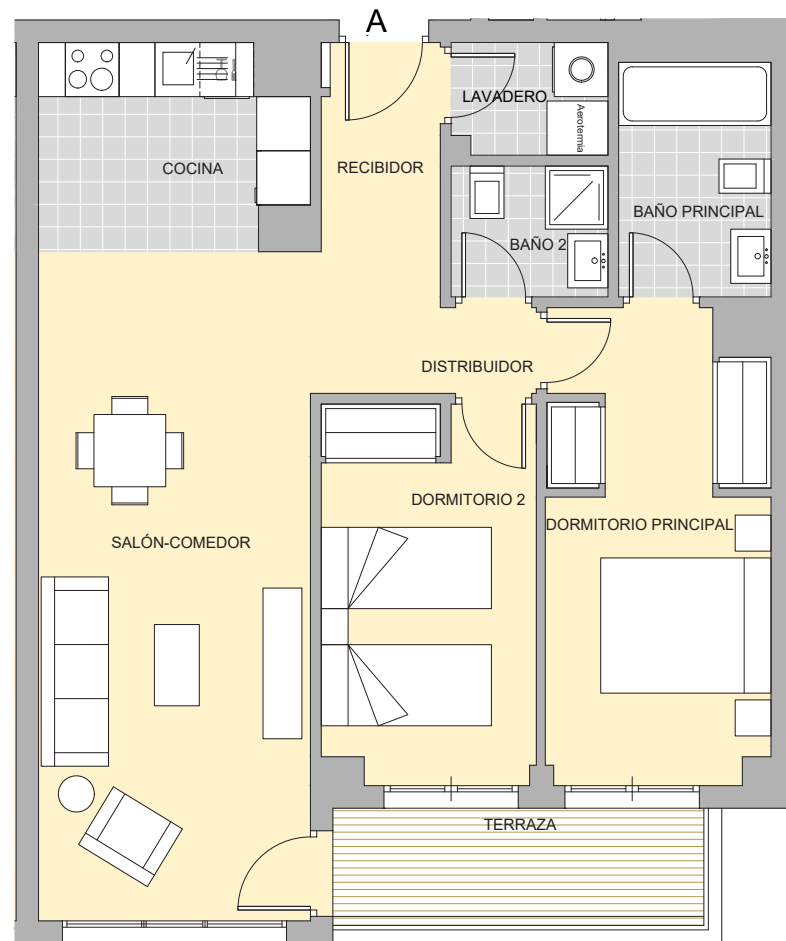 A
LAVADERO
Aerotermia
COCINA
RECIBIDOR
BAÑO PRINCIPAL
BAÑO 2
DISTRIBUIDOR
DORMITORIO 2
DORMITORIO PRINCIPAL
SALÓN-COMEDOR
TERRAZA